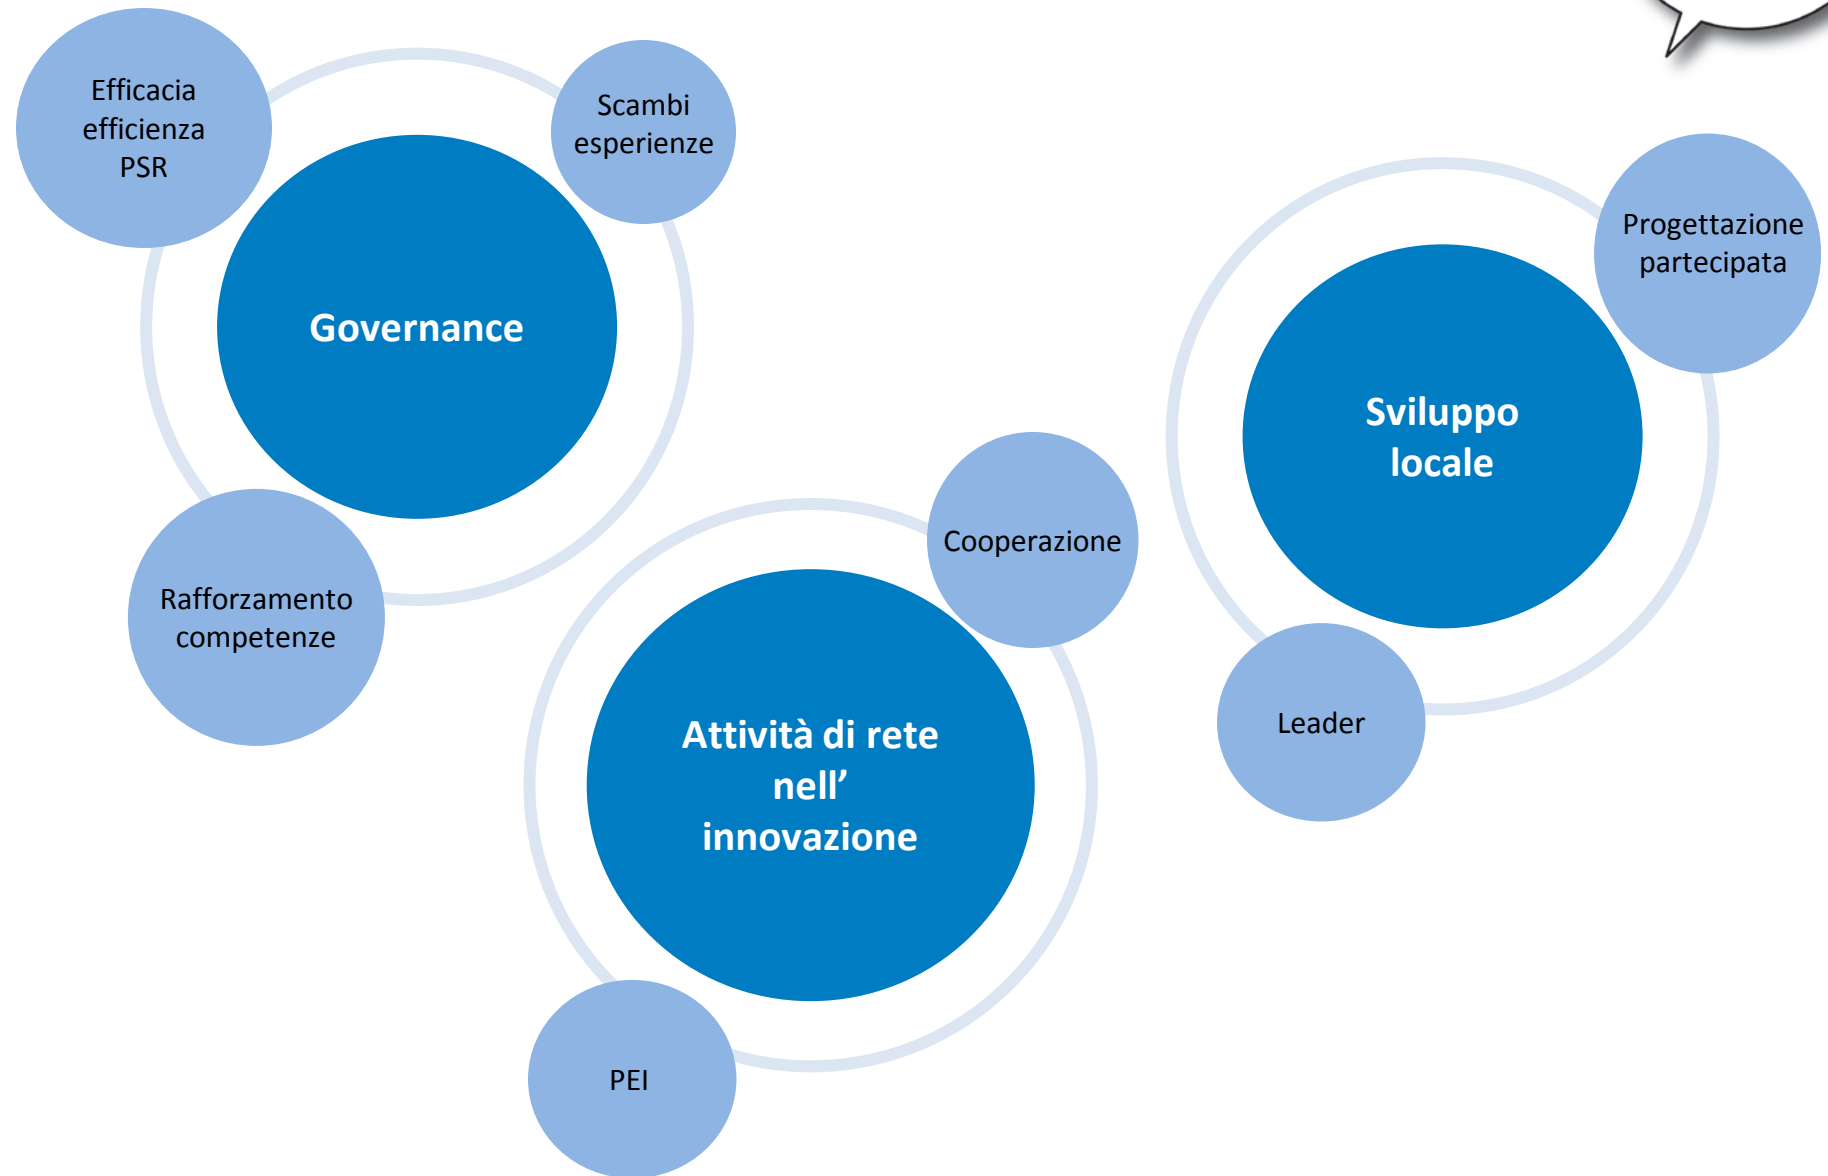 Efficacia
efficienza
PSR
Scambi
esperienze
Governance
Rafforzamento
competenze
Cooperazione
Attività di rete
nell’
innovazione
PEI
Progettazione
partecipata
Sviluppo
locale
Leader